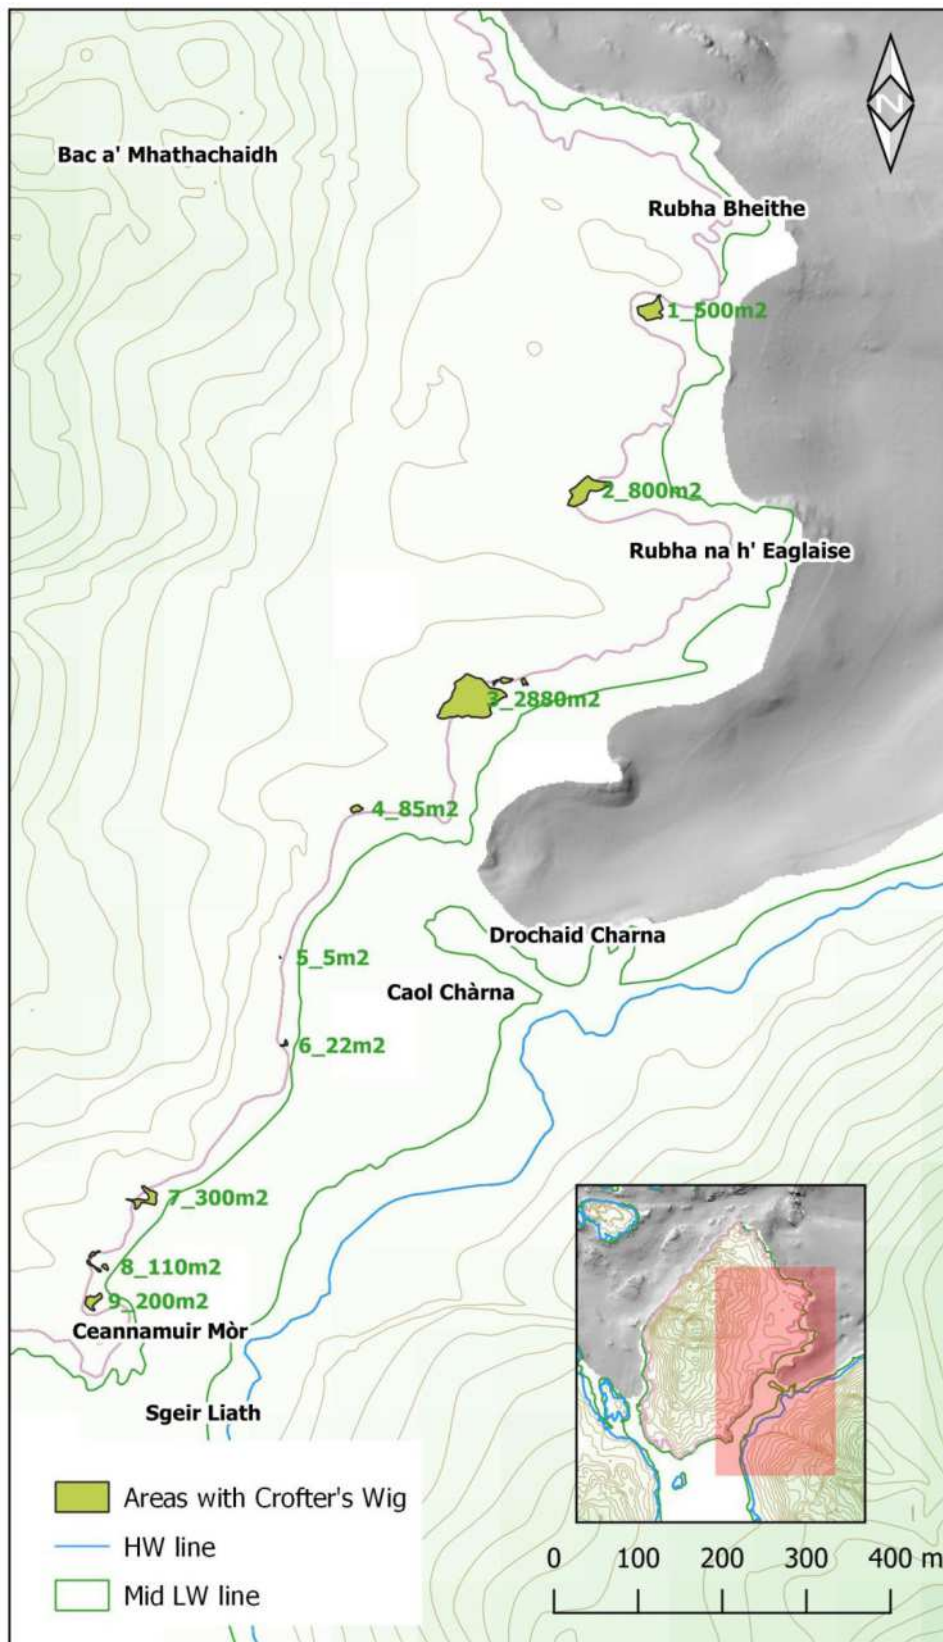 Bac a' Mhathachaidh
N
Rubha Bheithe
1_500m2
2_800m2
Rubha na h' Eaglaise
3_2880m2
4_85m2
Drochaid Charna
5_5m2
Caol Chàrna
6_22m2
7_300m2
8_110m2
9_200m2
Ceannamuir Mòr
Sgeir Liath
Areas with Crofter's Wig
HW line
Mid LW line
0 100 200 300 400 m